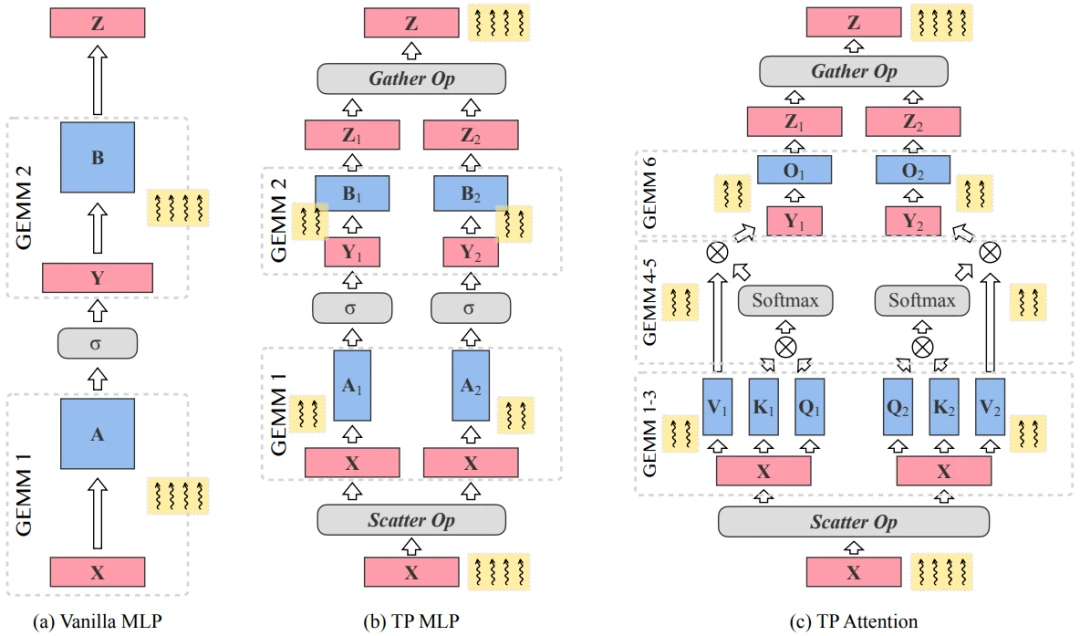 Z
B
GEMM 2
Y
σ
A
GEMM 1
X
(a) Vanilla MLP
Z
Gather Op
Z1 Z2
B1 B2
GEMM 2
Y1 Y2
σ σ
A1 A2
GEMM 1
X X
Scatter Op
X
(b) TP MLP
Z
Gather Op
Z1 Z2
O1 O2
GEMM 6
Y1 Y2
GEMM 4-5
Softmax Softmax
V1 K1 Q1 Q2 K2 V2
GEMM 1-3
X X
Scatter Op
X
(c) TP Attention